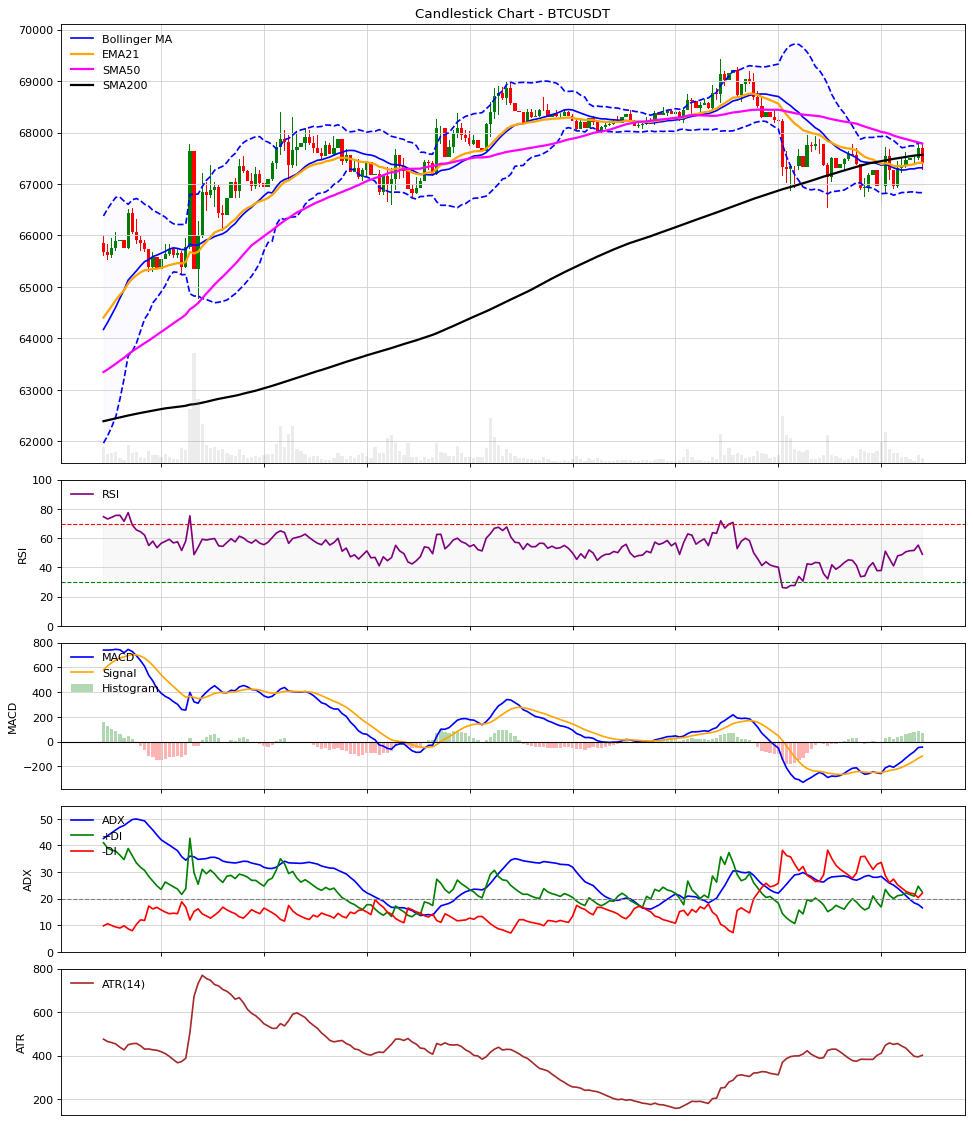 Candlestick Chart - BTCUSDT
70000
69000
68000
67000
66000
65000
64000
63000
62000
Bollinger MA
EMA21
SMA50
SMA200
100
80
60
40
20
0
RSI
RSI
800
600
400
200
0
−200
MACD
MACD
Signal
Histogram
50
40
30
20
10
0
ADX
ADX
+DI
-DI
800
600
400
200
ATR
ATR(14)